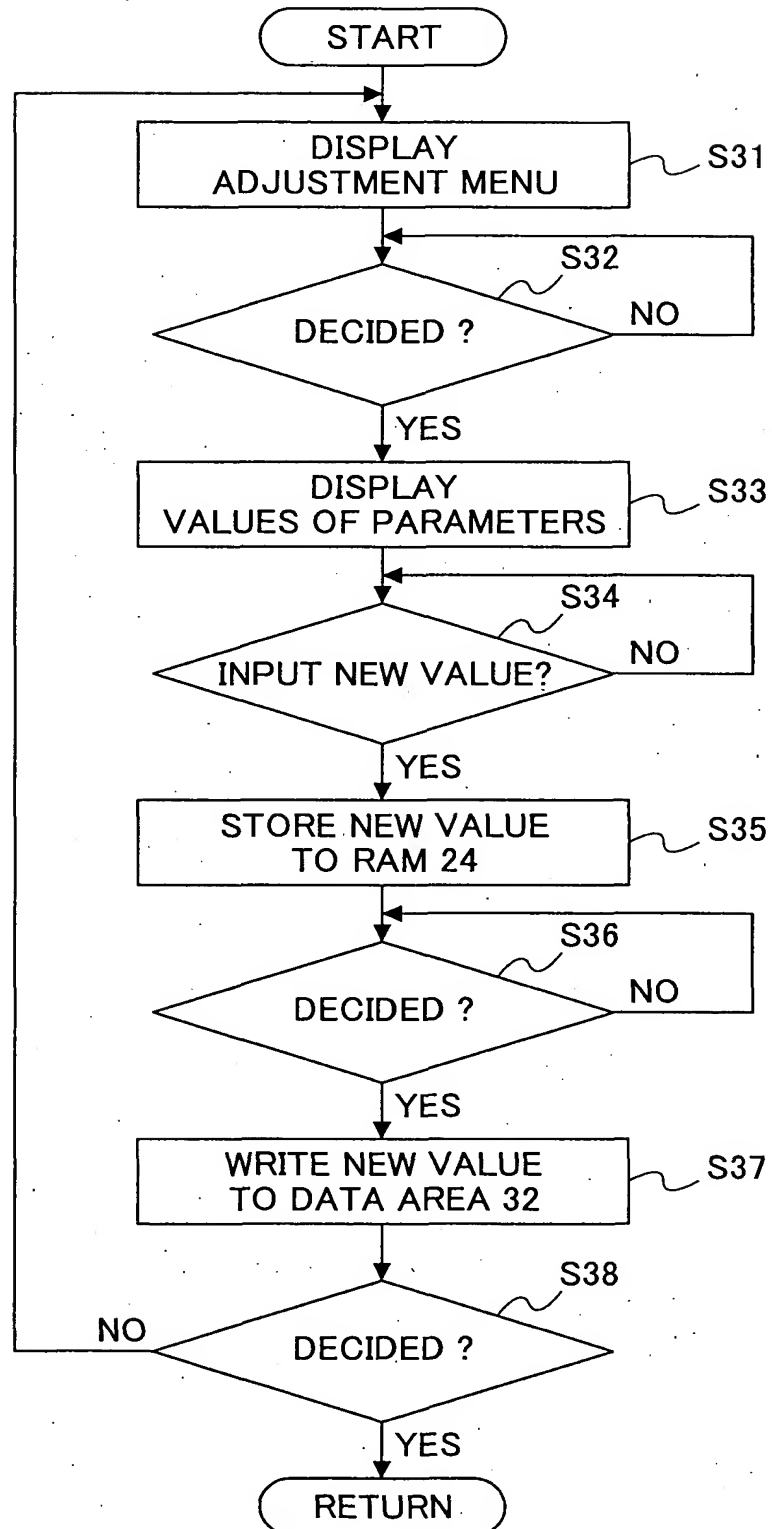 START
DISPLAY
ADJUSTMENT MENU
S31
S32
DECIDED ?
NO
YES
DISPLAY
VALUES OF PARAMETERS
S33
S34
INPUT NEW VALUE?
NO
YES
STORE NEW VALUE
TO RAM 24
S35
S36
DECIDED ?
NO
YES
WRITE NEW VALUE
TO DATA AREA 32
S37
S38
NO
DECIDED ?
YES
RETURN